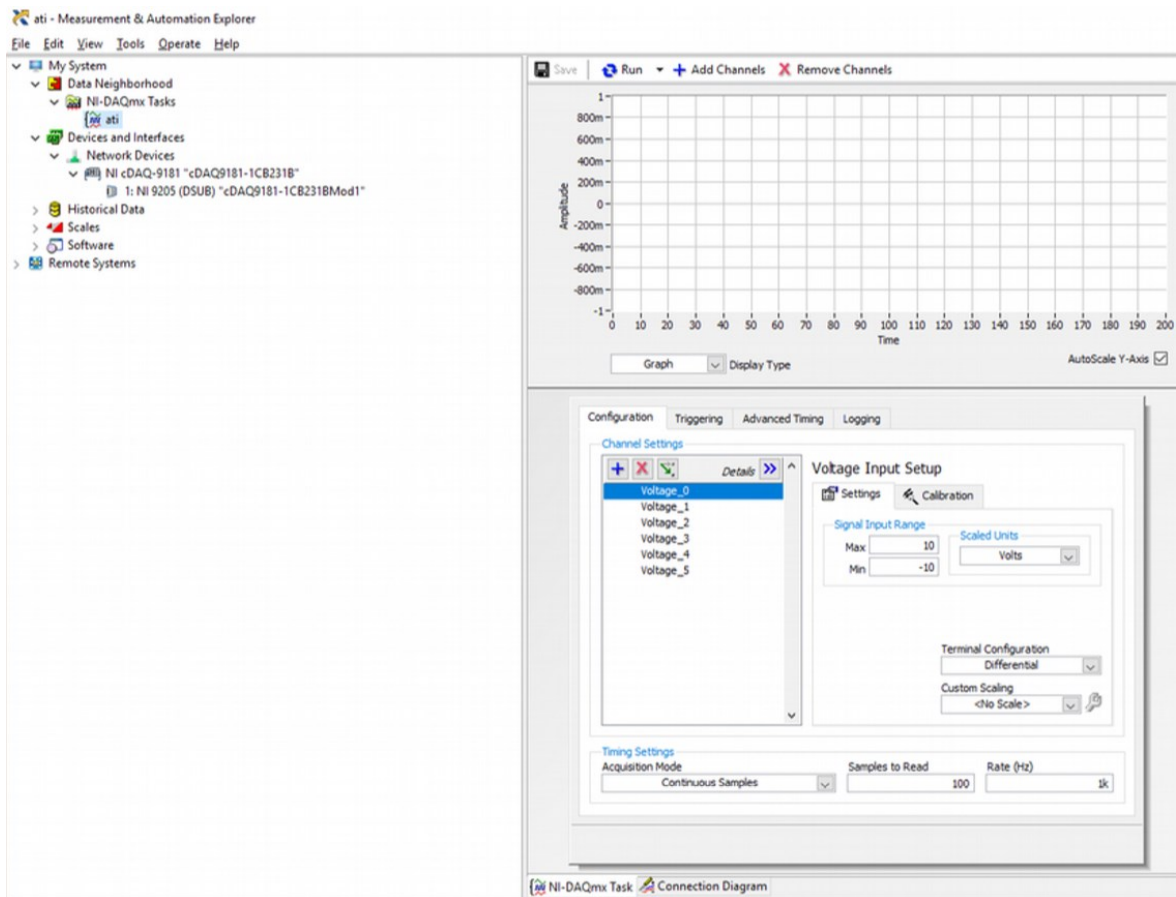 ati - Measurement & Automation Explorer
File Edit View Tools Operate Help
My System
Data Neighborhood
NI-DAQmx Tasks
ati
Devices and Interfaces
Network Devices
NI cDAQ-9181 "cDAQ9181-1CB231B"
1: NI 9205 (DSUB) "cDAQ9181-1CB231BMod1"
Historical Data
Scales
Software
Remote Systems
Save Run Add Channels Remove Channels
Amplitude
1
800m
600m
400m
200m
0
-200m
-400m
-600m
-800m
-1
0 10 20 30 40 50 60 70 80 90 100 110 120 130 140 150 160 170 180 190 200
Time
Graph Display Type AutoScale Y-Axis
Configuration Triggering Advanced Timing Logging
Channel Settings
Details
Voltage_0
Voltage_1
Voltage_2
Voltage_3
Voltage_4
Voltage_5
Voltage Input Setup
Settings Calibration
Signal Input Range
Max 10
Min -10
Scaled Units
Volts
Terminal Configuration
Differential
Custom Scaling
<No Scale>
Timing Settings
Acquisition Mode Samples to Read Rate (Hz)
Continuous Samples 100 1k
NI-DAQmx Task Connection Diagram